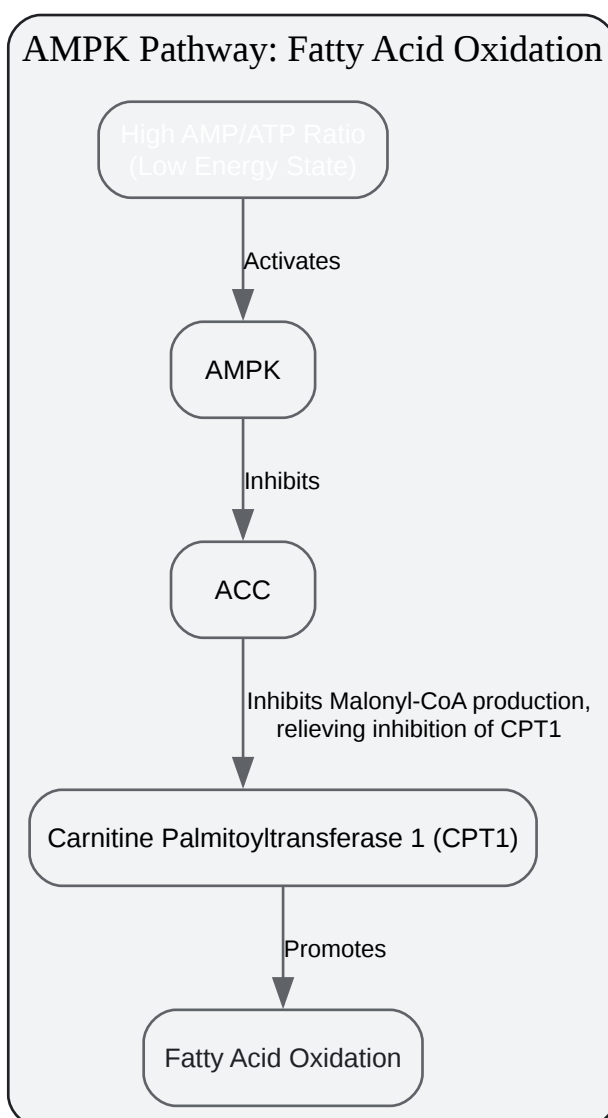 AMPK Pathway: Fatty Acid Oxidation
High AMP/ATP Ratio
(Low Energy State)
Activates
AMPK
Inhibits
ACC
Inhibits Malonyl-CoA production,
relieving inhibition of CPT1
Carnitine Palmitoyltransferase 1 (CPT1)
Promotes
Fatty Acid Oxidation